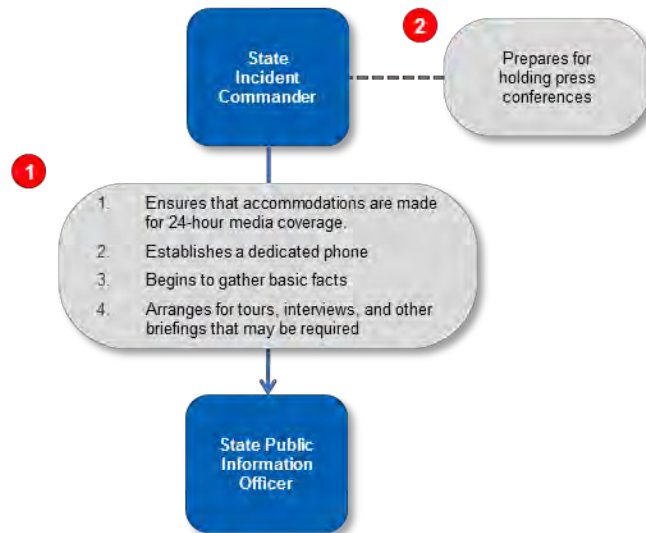 2
State
Incident
Commander
Prepares for
holding press
conferences
1
1. Ensures that accommodations are made
for 24-hour media coverage.
2. Establishes a dedicated phone
3. Begins to gather basic facts
4. Arranges for tours, interviews, and other
briefings that may be required
State Public
Information
Officer